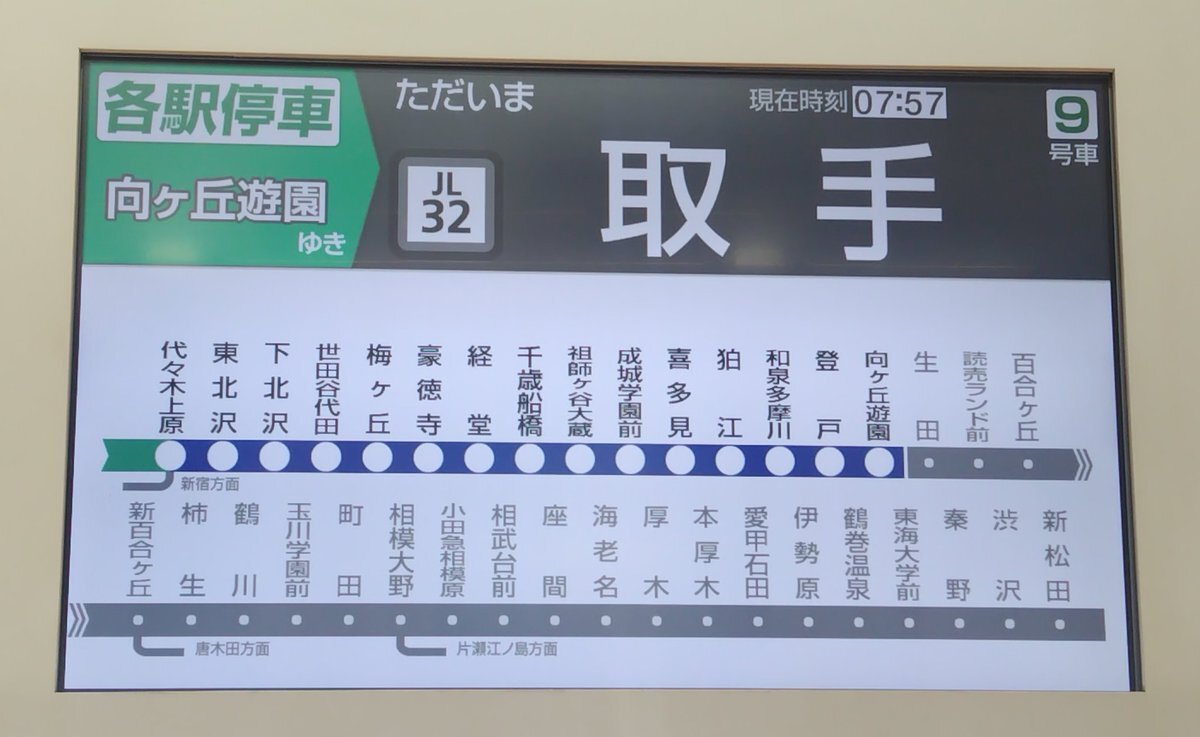 各駅停車
向ヶ丘遊園
ゆき
ただいま
JL
32
取手
現在時刻 07:57
9
号車
代々木上原
東北沢
下北沢
世田谷代田
梅ヶ丘
豪徳寺
経堂
千歳船橋
祖師ヶ谷大蔵
成城学園前
喜多見
狛江
和泉多摩川
登戸
向ヶ丘遊園
生田
読売ランド前
百合ヶ丘
新宿方面
新百合ヶ丘
柿生
鶴川
玉川学園前
町田
相模大野
小田急相模原
相武台前
座間
海老名
厚木
本厚木
愛甲石田
伊勢原
鶴巻温泉
東海大学前
秦野
渋沢
新松田
唐木田方面
片瀬江ノ島方面